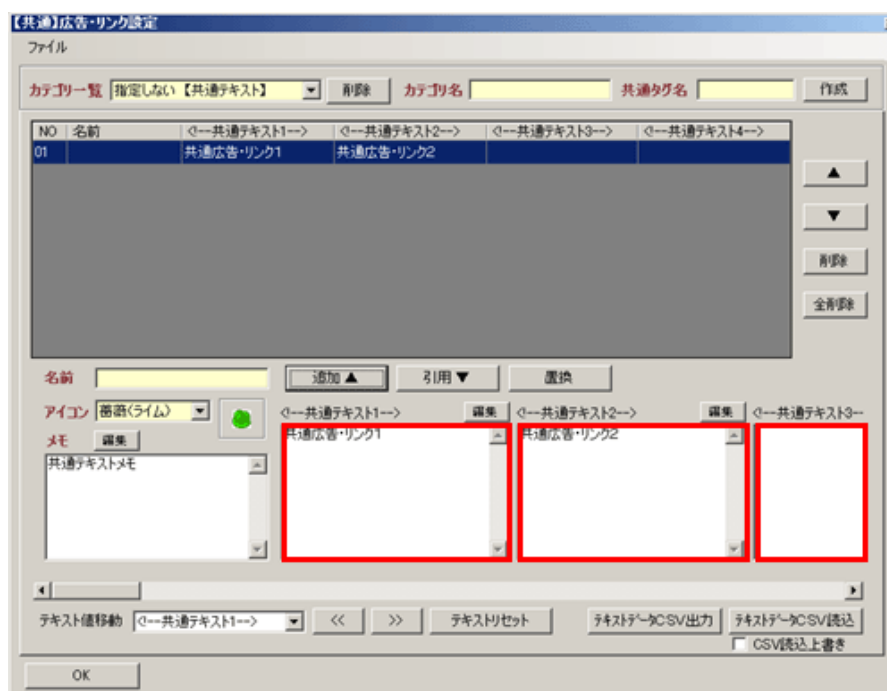 【共通】広告・リンク設定
ファイル
カテゴリ一覧 指定しない【共通テキスト】 削除 カテゴリ名 共通タグ名 作成
NO 名前 <!--共通テキスト1--> <!--共通テキスト2--> <!--共通テキスト3--> <!--共通テキスト4-->
01 共通広告・リンク1 共通広告・リンク2
▲
▼
削除
全削除
名前 追加▲ 引用▼ 置換
アイコン 薔薇(ライム) <!--共通テキスト1--> 編集 <!--共通テキスト2--> 編集 <!--共通テキスト3--
メモ 編集 共通広告・リンク1 共通広告・リンク2
共通テキストメモ
テキスト値移動 <!--共通テキスト1--> << >> テキストリセット テキストデータCSV出力 テキストデータCSV読込
CSV読込上書き
OK